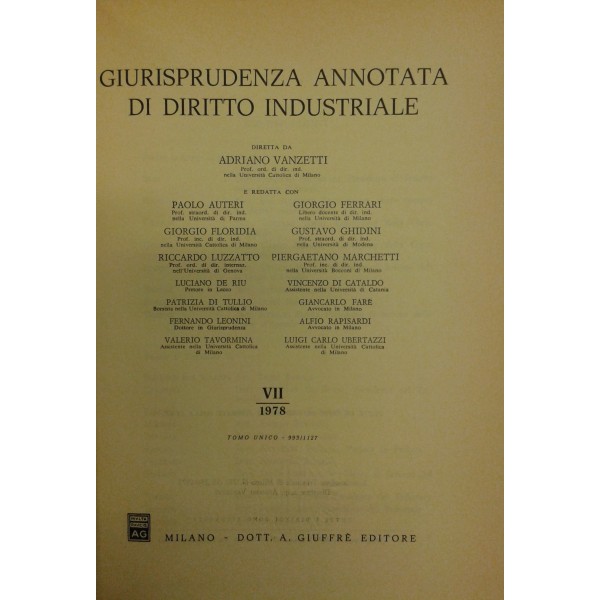 GIURISPRUDENZA ANNOTATA
DI DIRITTO INDUSTRIALE
DIRETTA DA
ADRIANO VANZETTI
Prof. ord. di dir. ind.
nella Università Cattolica di Milano
E REDATTA CON
PAOLO AUTERI
Prof. straord. di dir. ind.
nella Università di Parma
GIORGIO FERRARI
Libero docente di dir. ind.
nella Università di Milano
GIORGIO FLORIDIA
Prof. inc. di dir. ind.
nella Università Cattolica di Milano
GUSTAVO GHIDINI
Prof. straord. di dir. ind.
nella Università di Modena
RICCARDO LUZZATTO
Prof. ord. di dir. internaz.
nell'Università di Genova
PIERGAETANO MARCHETTI
Prof. inc. di dir. ind.
nella Università Bocconi di Milano
LUCIANO DE RIU
Pretore in Lecco
VINCENZO DI CATALDO
Assistente nella Università di Catania
PATRIZIA DI TULLIO
Borsista nella Università Cattolica di Milano
GIANCARLO FARE
Avvocato in Milano
FERNANDO LEONINI
Dottore in Giurisprudenza
ALFIO RAPISARDI
Avvocato in Milano
VALERIO TAVORMINA
Assistente nella Università Cattolica
di Milano
LUIGI CARLO UBERTAZZI
Assistente nella Università Cattolica
di Milano
VII
1978
TOMO UNICO - 995/1127
AG
MILANO - DOTT. A. GIUFFRÈ EDITORE